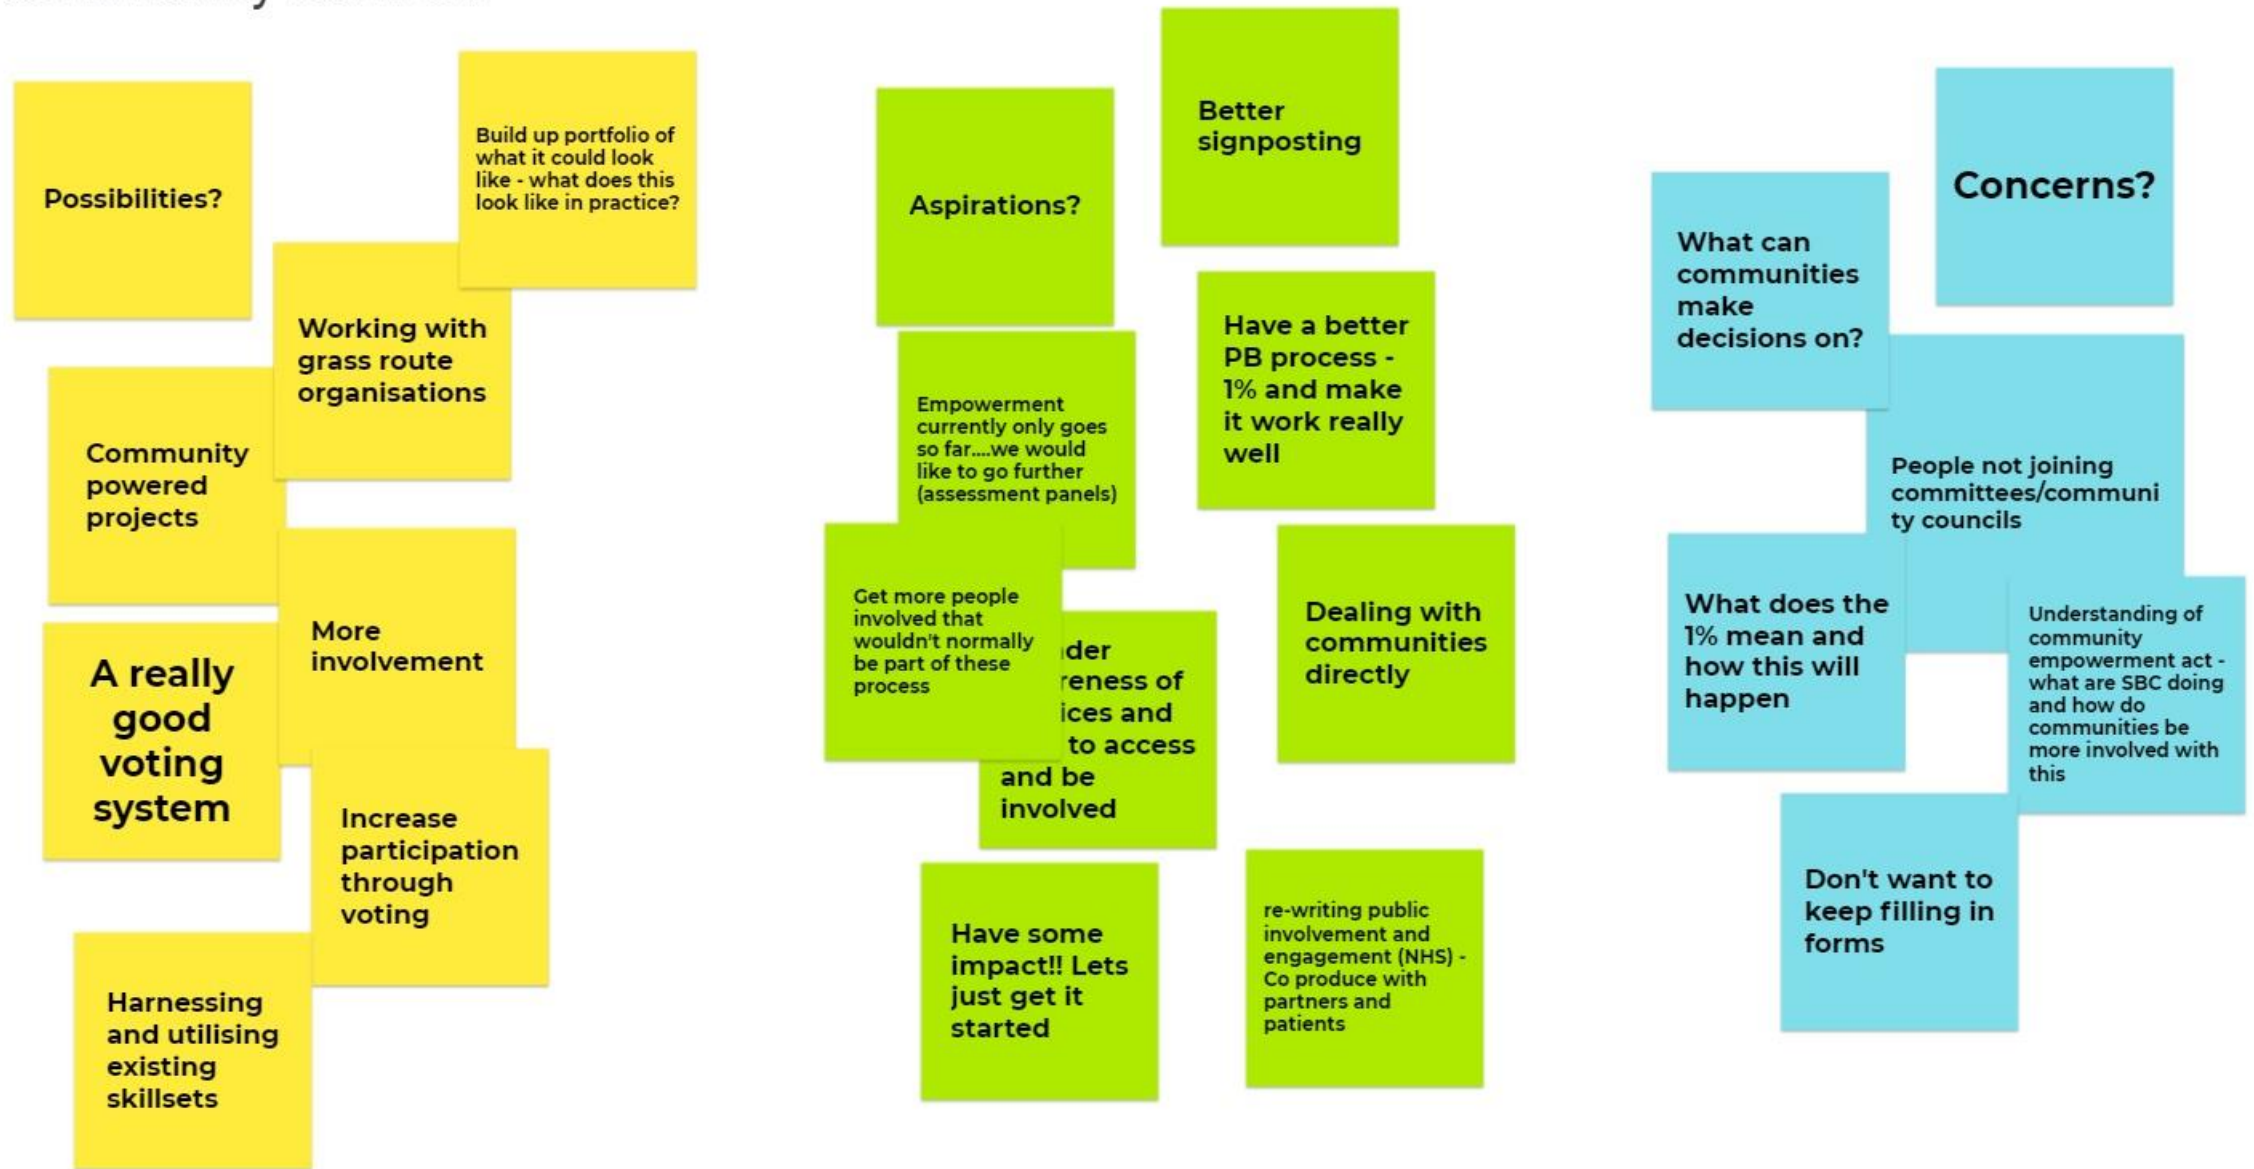 Possibilities?
Build up portfolio of
what it could look
like - what does this
look like in practice?
Working with
grass route
organisations
Community
powered
projects
More
involvement
A really
good
voting
system
Increase
participation
through
voting
Harnessing
and utilising
existing
skillsets
Aspirations?
Better
signposting
Have a better
PB process -
1% and make
it work really
well
Empowerment
currently only goes
so far....we would
like to go further
(assessment panels)
Get more people
involved that
wouldn't normally
be part of these
process
of
and
to access
and be
involved
Dealing with
communities
directly
Have some
impact!! Lets
just get it
started
re-writing public
involvement and
engagement (NHS) -
Co produce with
partners and
patients
Concerns?
What can
communities
make
decisions on?
People not joining
committees/communi
ty councils
What does the
1% mean and
how this will
happen
Understanding of
community
empowerment act -
what are SBC doing
and how do
communities be
more involved with
this
Don't want to
keep filling in
forms